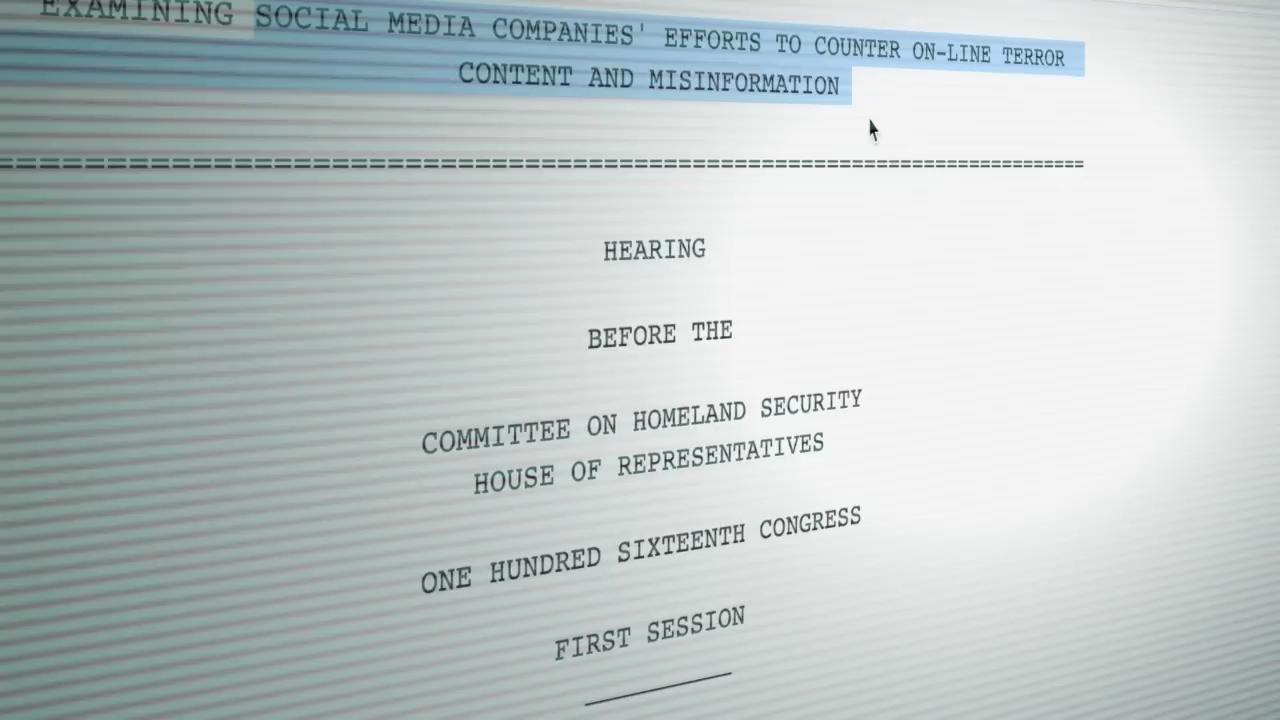 EXAMINING SOCIAL MEDIA COMPANIES' EFFORTS TO COUNTER ON-LINE TERROR
CONTENT AND MISINFORMATION
=======================================================================
HEARING
BEFORE THE
COMMITTEE ON HOMELAND SECURITY
HOUSE OF REPRESENTATIVES
ONE HUNDRED SIXTEENTH CONGRESS
FIRST SESSION